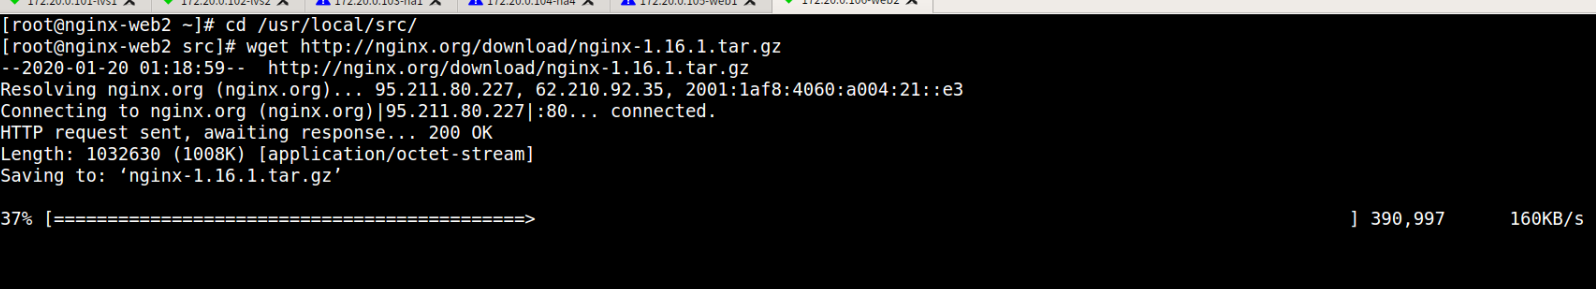 172.20.0.101-lvs1 172.20.0.102-lvs2 172.20.0.103-ha1 172.20.0.104-ha4 172.20.0.105-web1 172.20.0.106-web2
[root@nginx-web2 ~]# cd /usr/local/src/
[root@nginx-web2 src]# wget http://nginx.org/download/nginx-1.16.1.tar.gz
--2020-01-20 01:18:59--  http://nginx.org/download/nginx-1.16.1.tar.gz
Resolving nginx.org (nginx.org)... 95.211.80.227, 62.210.92.35, 2001:1af8:4060:a004:21::e3
Connecting to nginx.org (nginx.org)|95.211.80.227|:80... connected.
HTTP request sent, awaiting response... 200 OK
Length: 1032630 (1008K) [application/octet-stream]
Saving to: ‘nginx-1.16.1.tar.gz’
37% [============================================>                                                                            ] 390,997      160KB/s